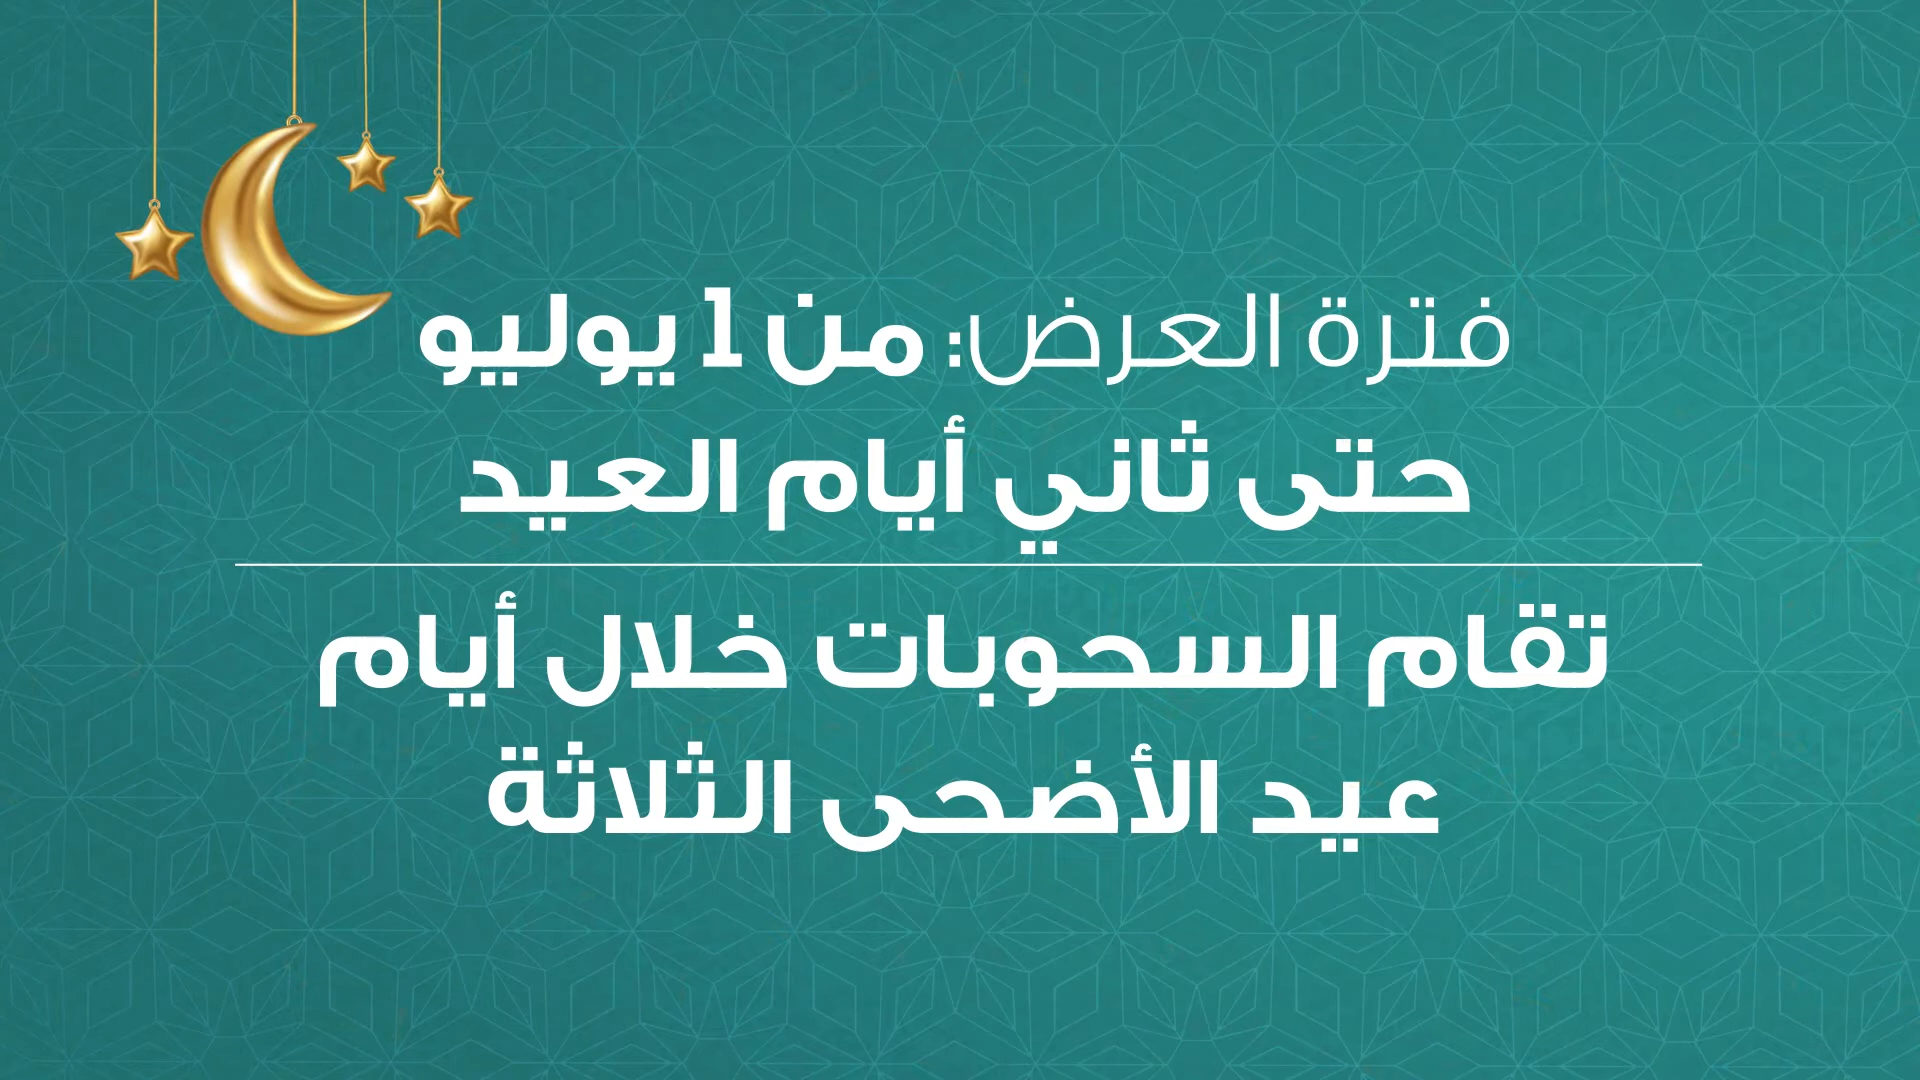 فترة العرض: من 1 يوليو
حتى ثاني أيام العيد
تقام السحوبات خلال أيام
عيد الأضحى الثلاثة